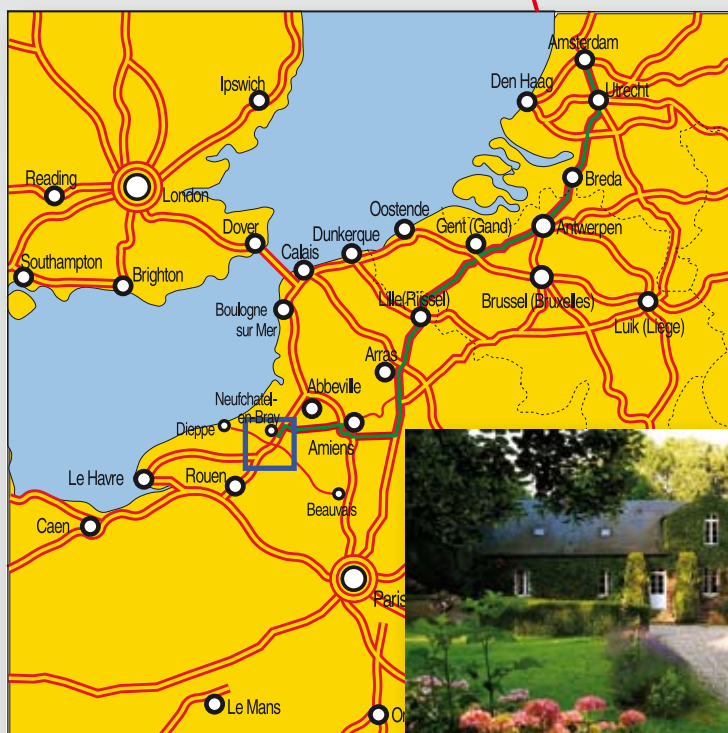 Amsterdam
Den Haag
Utrecht
Ipswich
Reading
London
Breda
Oostende
Gent (Gand)
Antwerpen
Dover
Dunkerque
Calais
Southampton
Brighton
Boulogne
sur Mer
Lille(Rijssel)
Brussel (Bruxelles)
Luik (Liège)
Arras
Abbeville
Neufchatel-
en-Bray
Dieppe
Amiens
Le Havre
Rouen
Beauvais
Caen
Paris
Le Mans